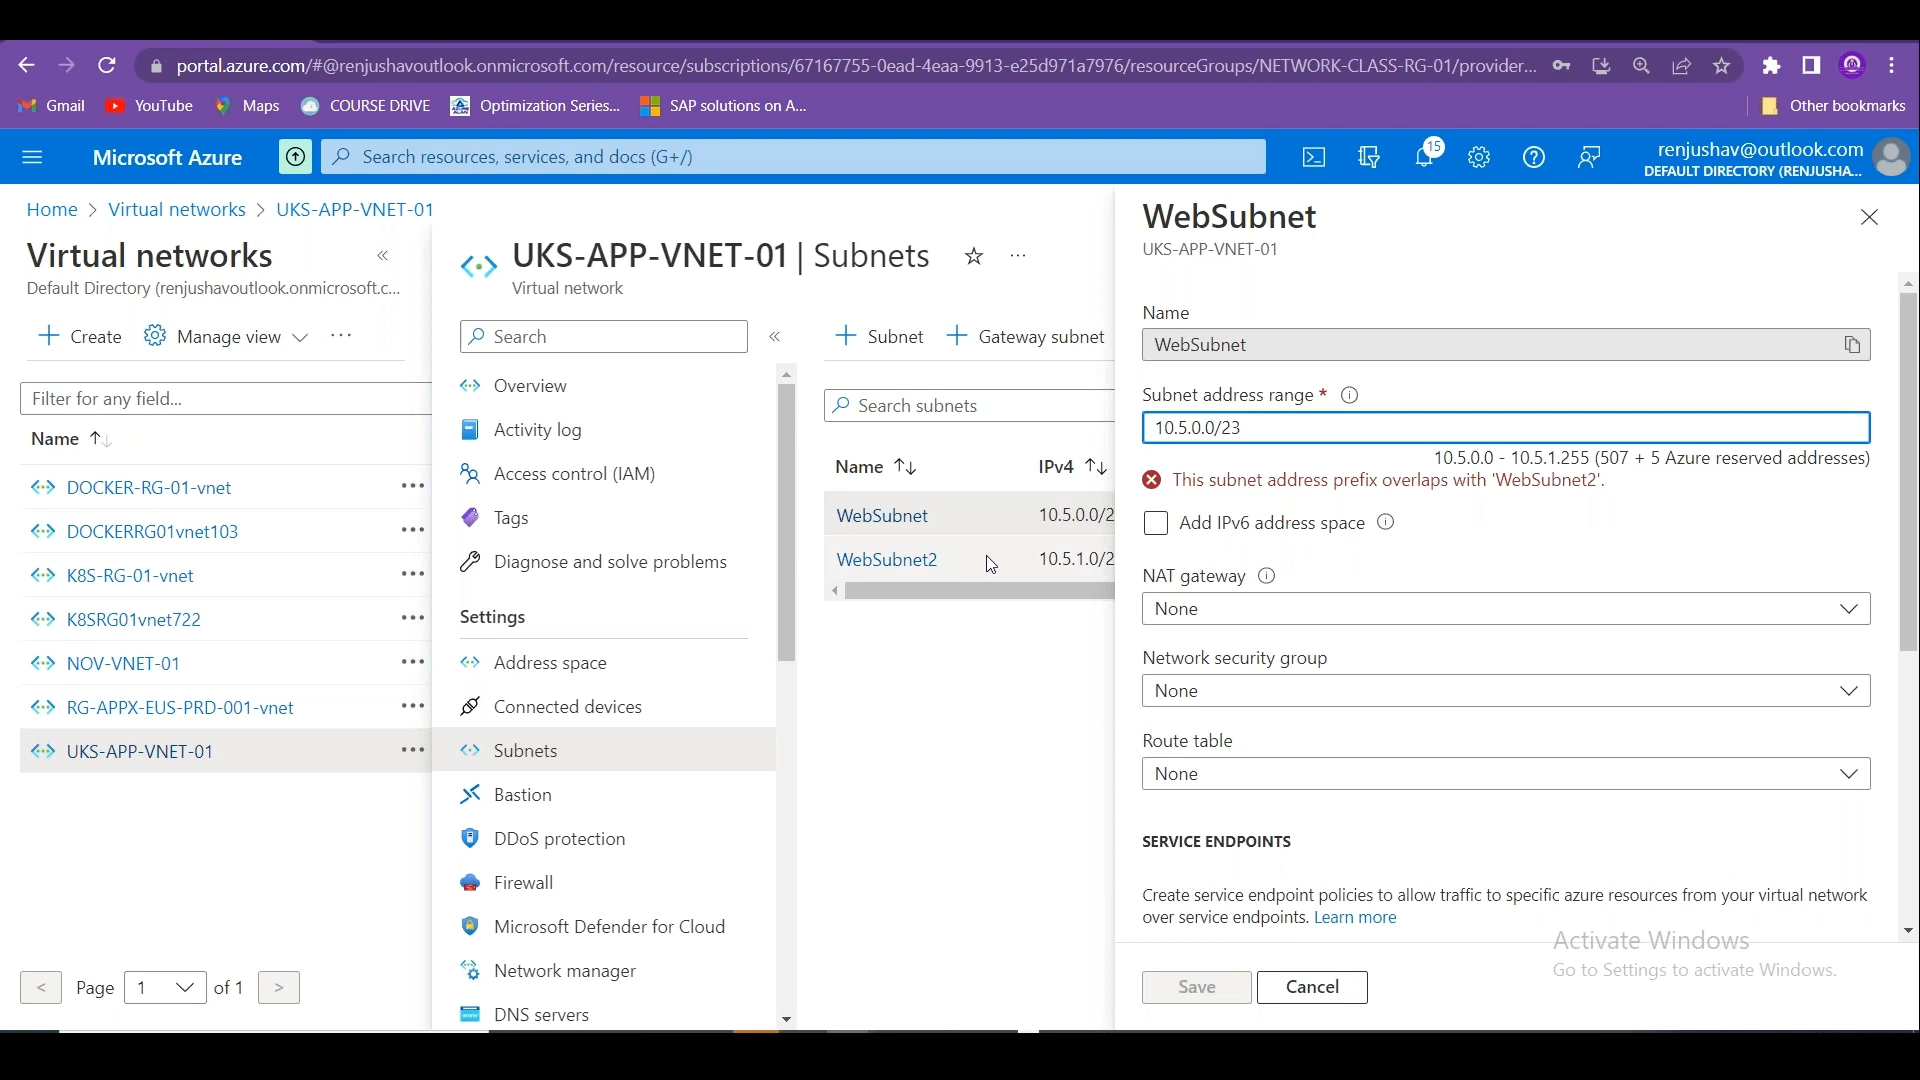 portal.azure.com/#@renjushavoutlook.onmicrosoft.com/resource/subscriptions/67167755-0ead-4eaa-9913-e25d971a7976/resourceGroups/NETWORK-CLASS-RG-01/provider...
Gmail YouTube Maps COURSE DRIVE Optimization Series... SAP solutions on A... Other bookmarks
Microsoft Azure Search resources, services, and docs (G+/) 15 renjushav@outlook.com
DEFAULT DIRECTORY (RENJUSHA...
Home > Virtual networks > UKS-APP-VNET-01
Virtual networks «
Default Directory (renjushavoutlook.onmicrosoft.c...
+ Create Manage view ...
Filter for any field...
Name ↑↓
DOCKER-RG-01-vnet ...
DOCKERRG01vnet103 ...
K8S-RG-01-vnet ...
K8SRG01vnet722 ...
NOV-VNET-01 ...
RG-APPX-EUS-PRD-001-vnet ...
UKS-APP-VNET-01 ...
< Page 1 of 1 >
UKS-APP-VNET-01 | Subnets ...
Virtual network
Search «
Overview
Activity log
Access control (IAM)
Tags
Diagnose and solve problems
Settings
Address space
Connected devices
Subnets
Bastion
DDoS protection
Firewall
Microsoft Defender for Cloud
Network manager
DNS servers
+ Subnet + Gateway subnet
Search subnets
Name ↑↓ IPv4 ↑↓
WebSubnet 10.5.0.0/2
WebSubnet2 10.5.1.0/2
WebSubnet
UKS-APP-VNET-01
Name
WebSubnet
Subnet address range *
10.5.0.0/23
10.5.0.0 - 10.5.1.255 (507 + 5 Azure reserved addresses)
This subnet address prefix overlaps with 'WebSubnet2'.
Add IPv6 address space
NAT gateway
None
Network security group
None
Route table
None
SERVICE ENDPOINTS
Create service endpoint policies to allow traffic to specific azure resources from your virtual network
over service endpoints. Learn more
Activate Windows
Go to Settings to activate Windows.
Save Cancel